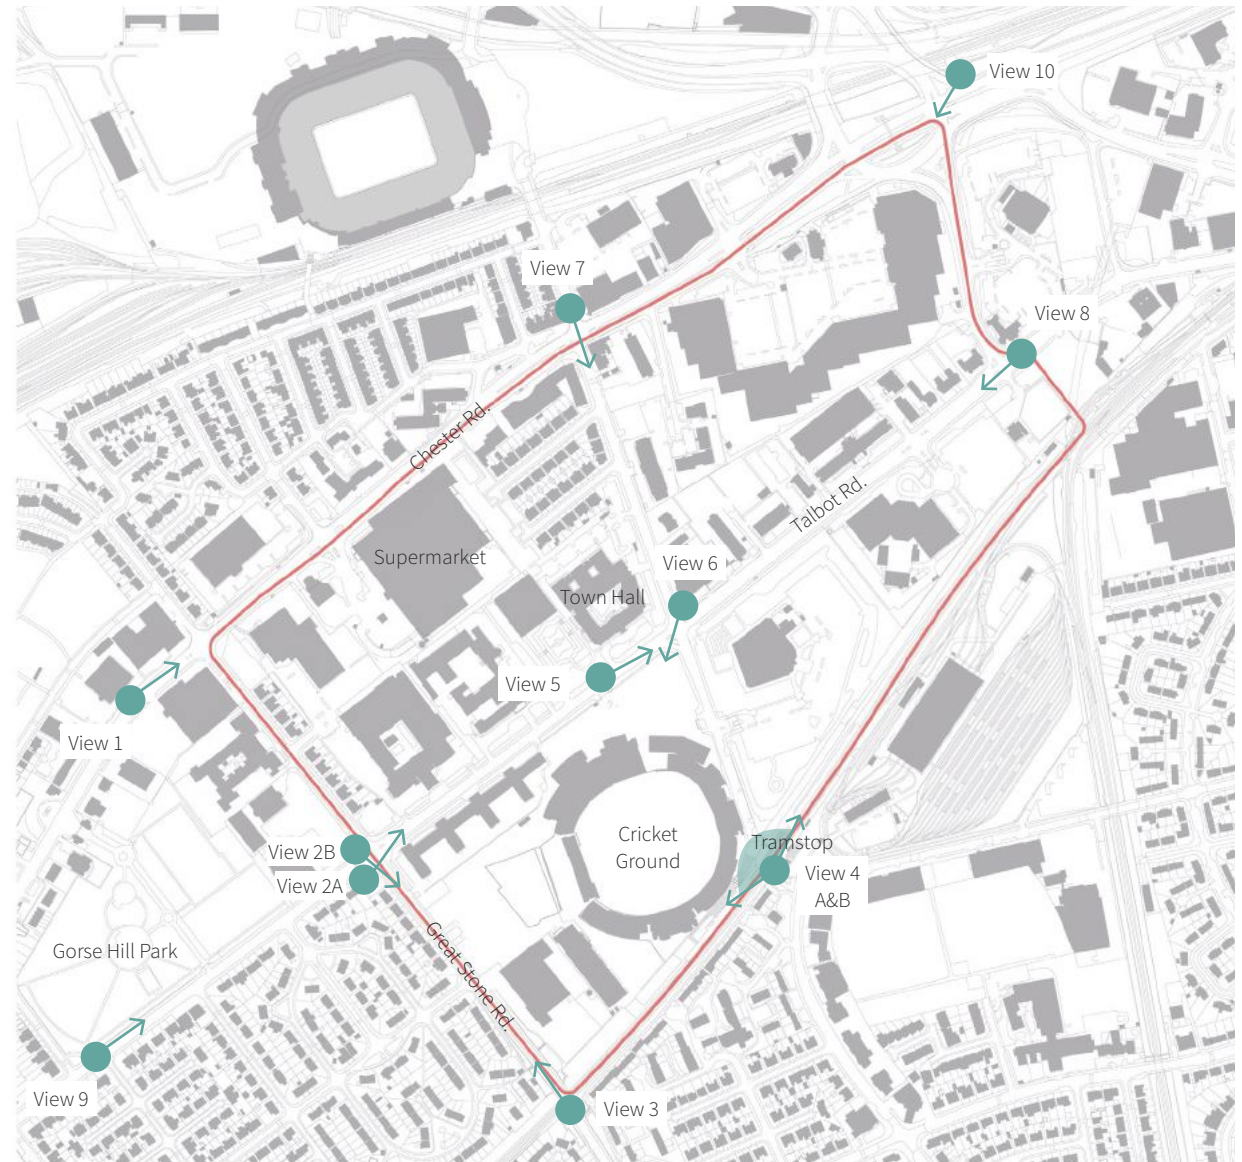 View 10
View 7
View 8
Chester Rd.
Talbot Rd.
Supermarket
View 6
Town Hall
View 5
View 1
Cricket
Ground
Tramstop
View 2B
View 4
A&B
View 2A
Great Stone Rd.
Gorse Hill Park
View 9
View 3